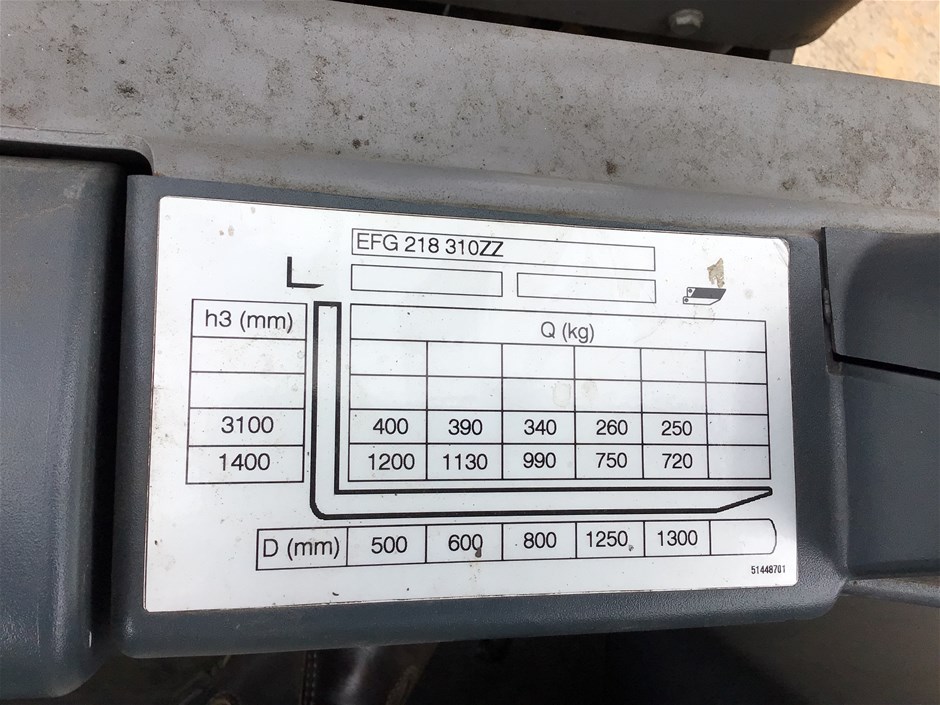 EFG 218 310ZZ
h3 (mm) Q (kg)
3100 400 390 340 260 250
1400 1200 1130 990 750 720
D (mm) 500 600 800 1250 1300
51448701